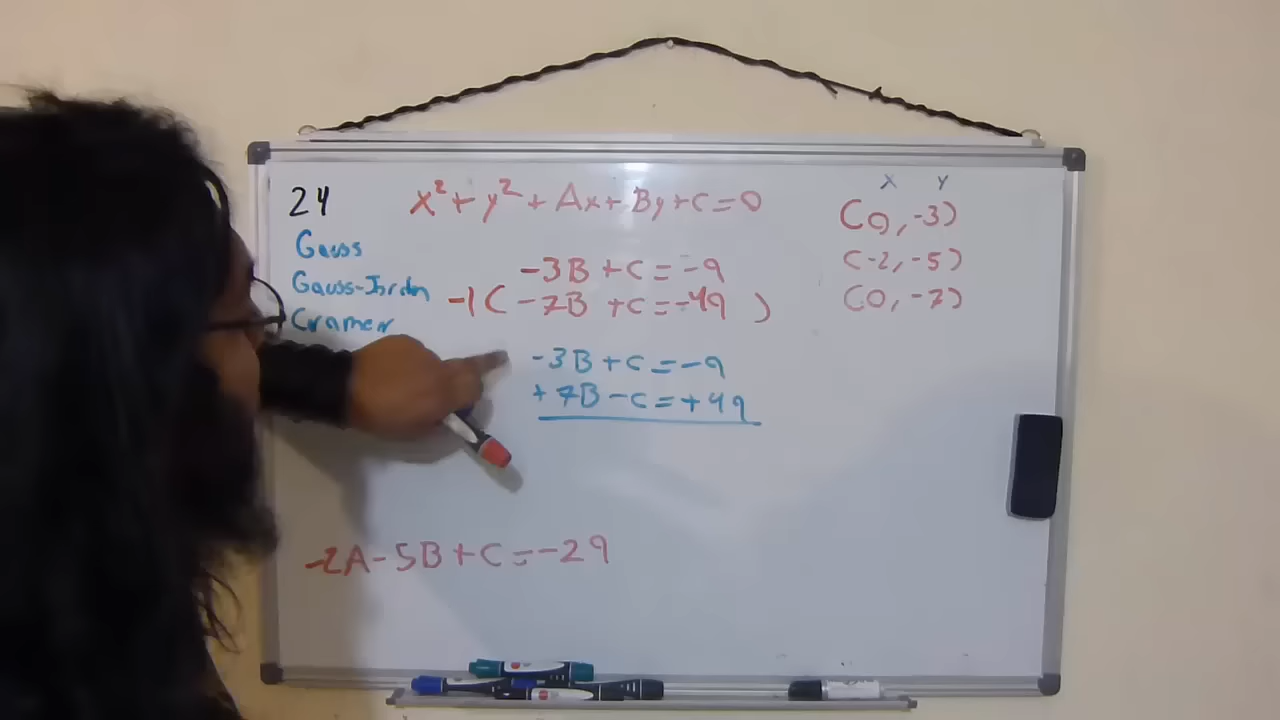 24
x² + y² + Ax + By + C = 0
Gauss
Gauss-Jordan
Cramer
-3B + C = -9
-1( -7B + C = -49 )
-3B + C = -9
+ 7B - C = + 49
-2A - 5B + C = -29
x y
(0, -3)
(-2, -5)
(0, -7)